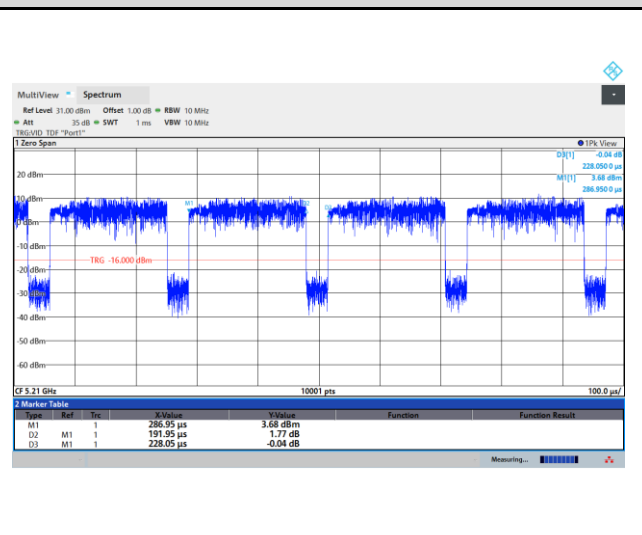 MultiView Spectrum
Ref Level 31.00 dBm Offset 1.00 dB RBW 10 MHz
Att 35 dB SWT 1 ms VBW 10 MHz
TRG:VID TDF "Port1"
1 Zero Span 1Pk View
D3[1] -0.04 dB
228.050 0 µs
M1[1] 3.68 dBm
286.950 0 µs
20 dBm
10 dBm
0 dBm
M1 D2 D3
-10 dBm
TRG -16.000 dBm
-20 dBm
-30 dBm
-40 dBm
-50 dBm
-60 dBm
CF 5.21 GHz 10001 pts 100.0 µs/
2 Marker Table
Type Ref Trc X-Value Y-Value Function Function Result
M1 1 286.95 µs 3.68 dBm
D2 M1 1 191.95 µs 1.77 dB
D3 M1 1 228.05 µs -0.04 dB
Measuring...